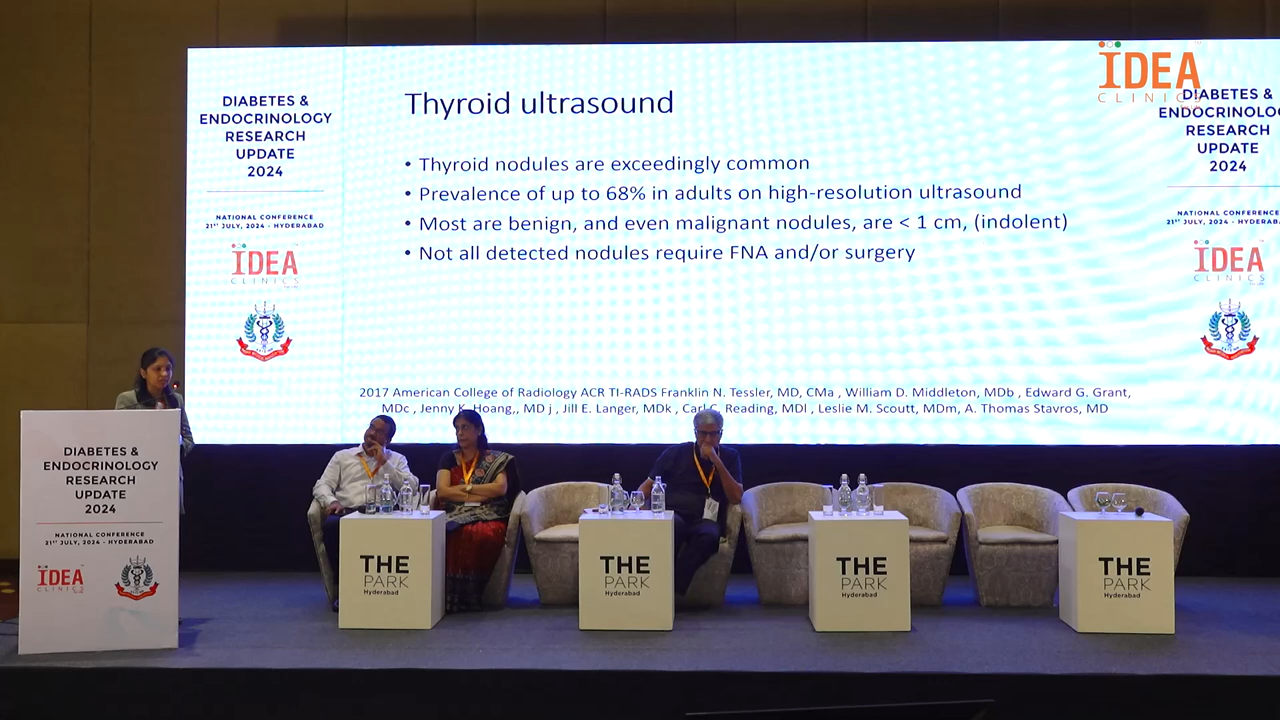 DIABETES &
ENDOCRINOLOGY
RESEARCH
UPDATE
2024
NATIONAL CONFERENCE
21ST JULY, 2024 - HYDERABAD
IDEA
CLINICS
Thyroid ultrasound
• Thyroid nodules are exceedingly common
• Prevalence of up to 68% in adults on high-resolution ultrasound
• Most are benign, and even malignant nodules, are < 1 cm, (indolent)
• Not all detected nodules require FNA and/or surgery
2017 American College of Radiology ACR TI-RADS Franklin N. Tessler, MD, CMa , William D. Middleton, MDb , Edward G. Grant,
MDc , Jenny K. Hoang,, MD j , Jill E. Langer, MDk , Carl C. Reading, MDl , Leslie M. Scoutt, MDm, A. Thomas Stavros, MD
IDEA
CLINICS
DIABETES &
ENDOCRINOLO
RESEARCH
UPDATE
2024
NATIONAL CONFERENCE
21ST JULY, 2024 - HYDERABA
IDEA
CLINICS
DIABETES &
ENDOCRINOLOGY
RESEARCH
UPDATE
2024
NATIONAL CONFERENCE
21ST JULY, 2024 - HYDERABAD
IDEA
CLINICS
THE
PARK
Hyderabad
THE
PARK
Hyderabad
THE
PARK
Hyderabad
THE
PARK
Hyderabad